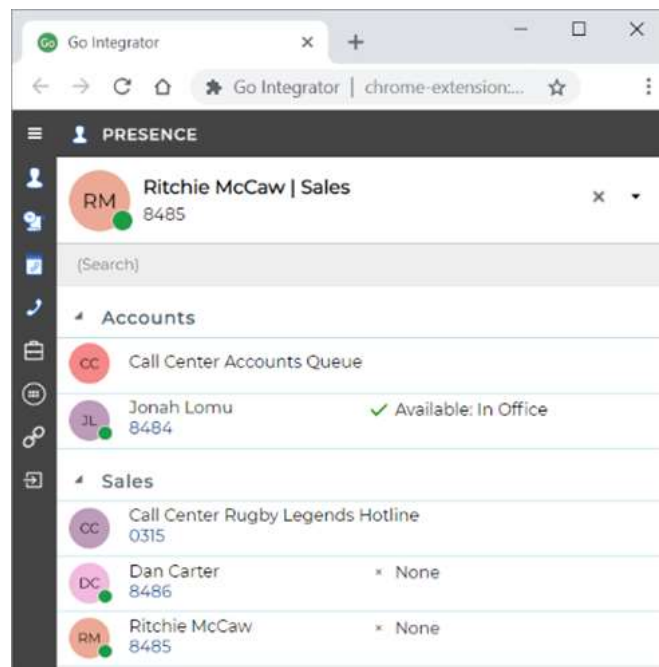 Go Integrator
Go Integrator | chrome-extension:...
PRESENCE
RM
Ritchie McCaw | Sales
8485
(Search)
Accounts
CC
Call Center Accounts Queue
JL
Jonah Lomu
Available: In Office
8484
Sales
CC
Call Center Rugby Legends Hotline
0315
DC
Dan Carter
None
8486
RM
Ritchie McCaw
None
8485